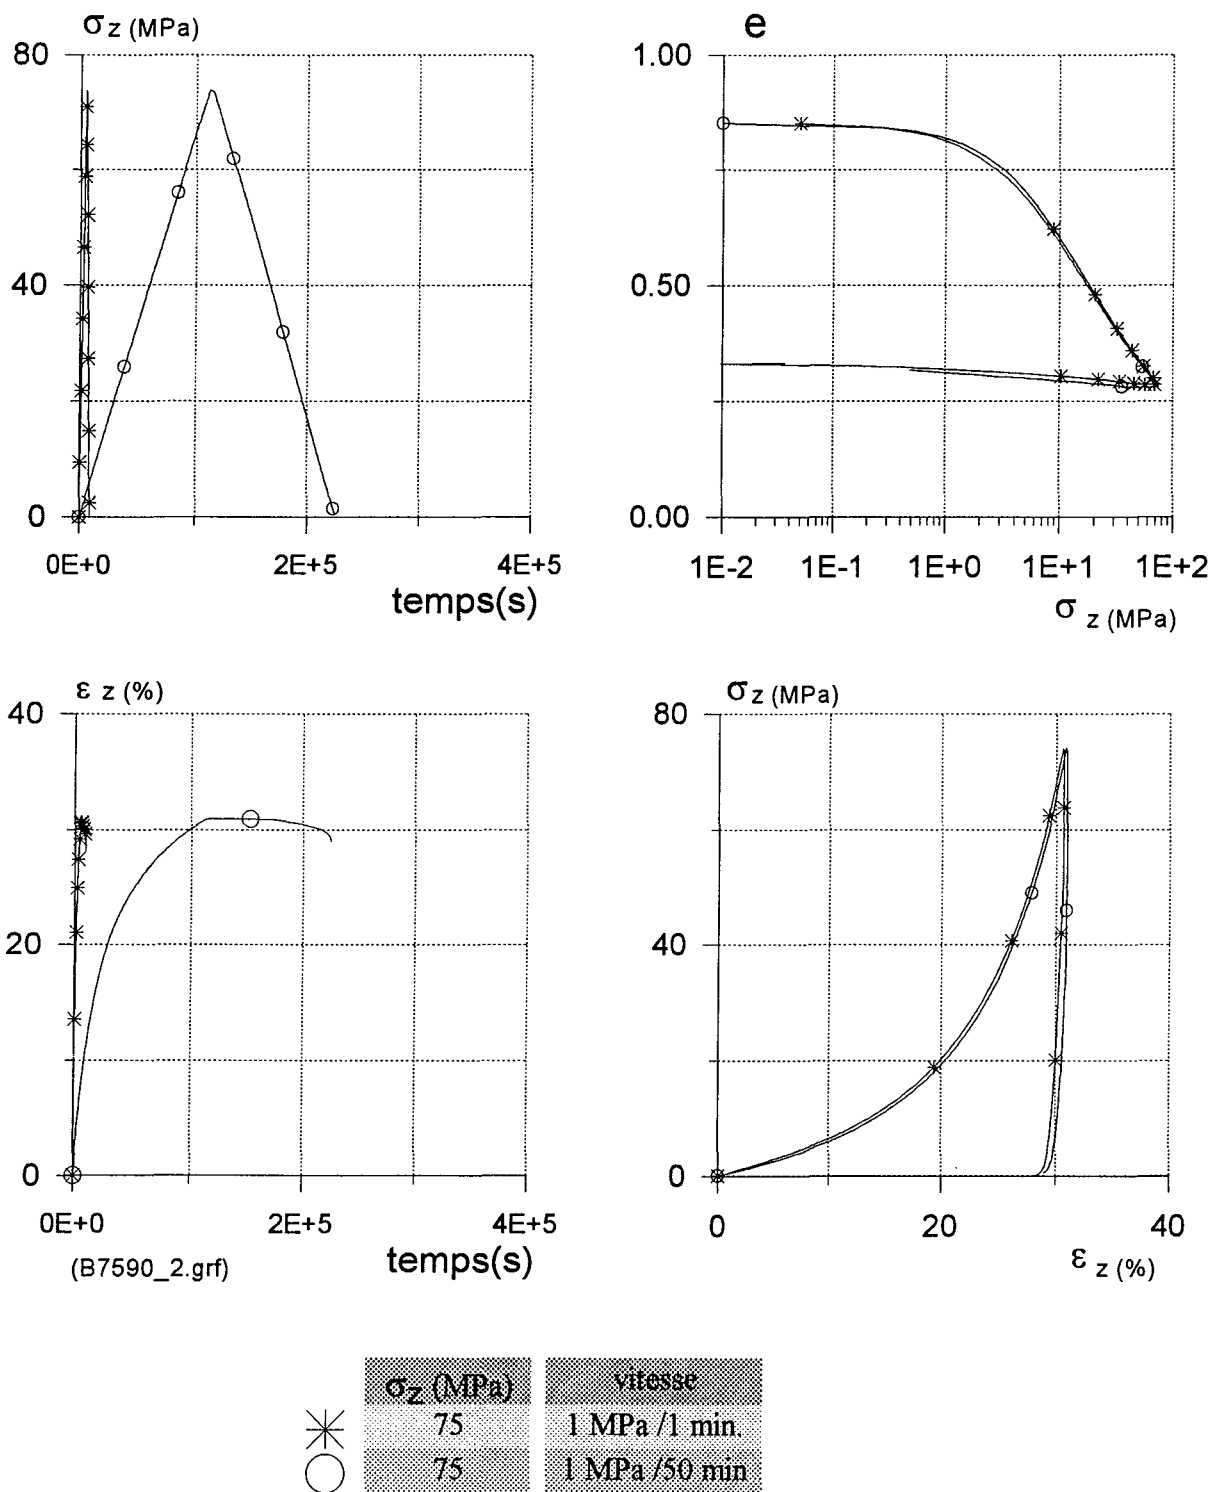 σ z (MPa)
80
40
0
0E+0 2E+5 4E+5
temps(s)
e
1.00
0.50
0.00
1E-2 1E-1 1E+0 1E+1 1E+2
σ z (MPa)
ε z (%)
40
20
0
0E+0 2E+5 4E+5
(B7590_2.grf) temps(s)
σ z (MPa)
80
40
0
0 20 40
ε z (%)
σz (MPa) vitesse
75 1 MPa /1 min.
75 1 MPa /50 min